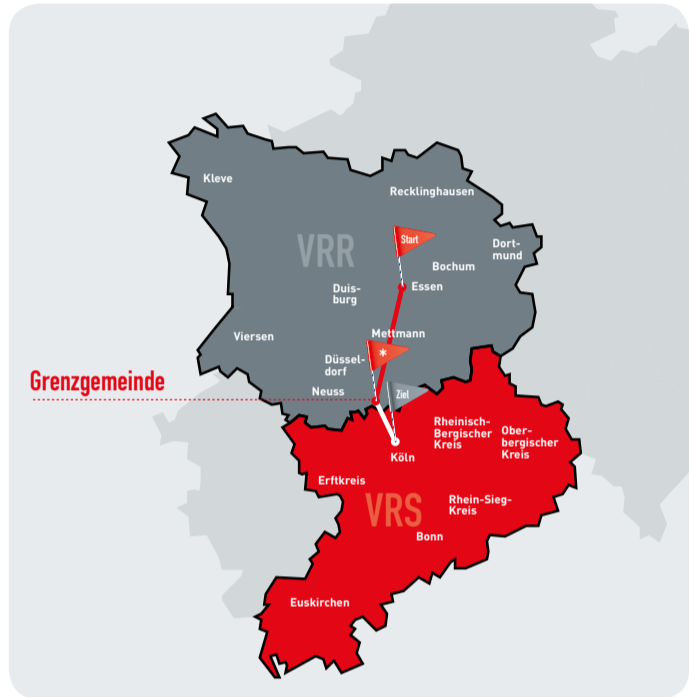 Kleve
Recklinghausen
Start
VRR
Dort-
mund
Bochum
Duis-
burg
Essen
Viersen
Mettmann
*
Düssel-
dorf
Grenzgemeinde
Neuss
Ziel
Rheinisch-
Bergischer
Kreis
Ober-
bergischer
Kreis
Köln
Erftkreis
VRS
Rhein-Sieg-
Kreis
Bonn
Euskirchen